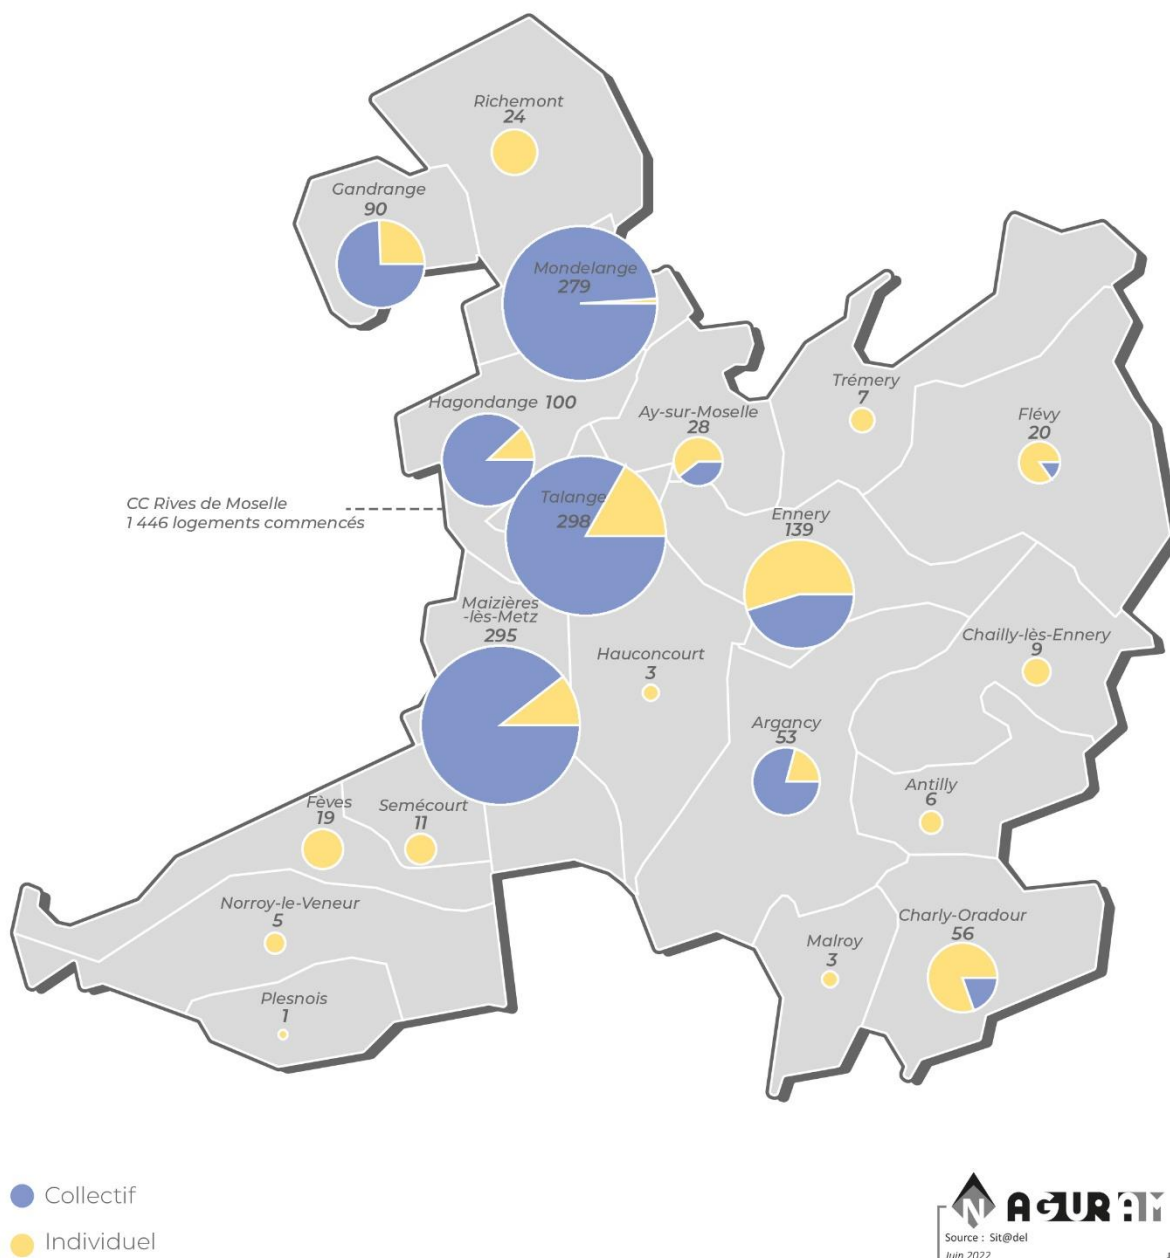 Richemont
24
Gandrange
90
Mondelange
279
Hagondange 100
Ay-sur-Moselle
28
Trémery
7
Flévy
20
CC Rives de Moselle
1 446 logements commencés
Talange
298
Ennery
139
Maizières
-lès-Metz
295
Hauconcourt
3
Chailly-lès-Ennery
9
Argancy
53
Antilly
6
Fèves
19
Semécourt
11
Norroy-le-Veneur
5
Charly-Oradour
56
Malroy
3
Plesnois
1
Collectif
Individuel
N
AGURAM
Source : Sit@del
Juin 2022